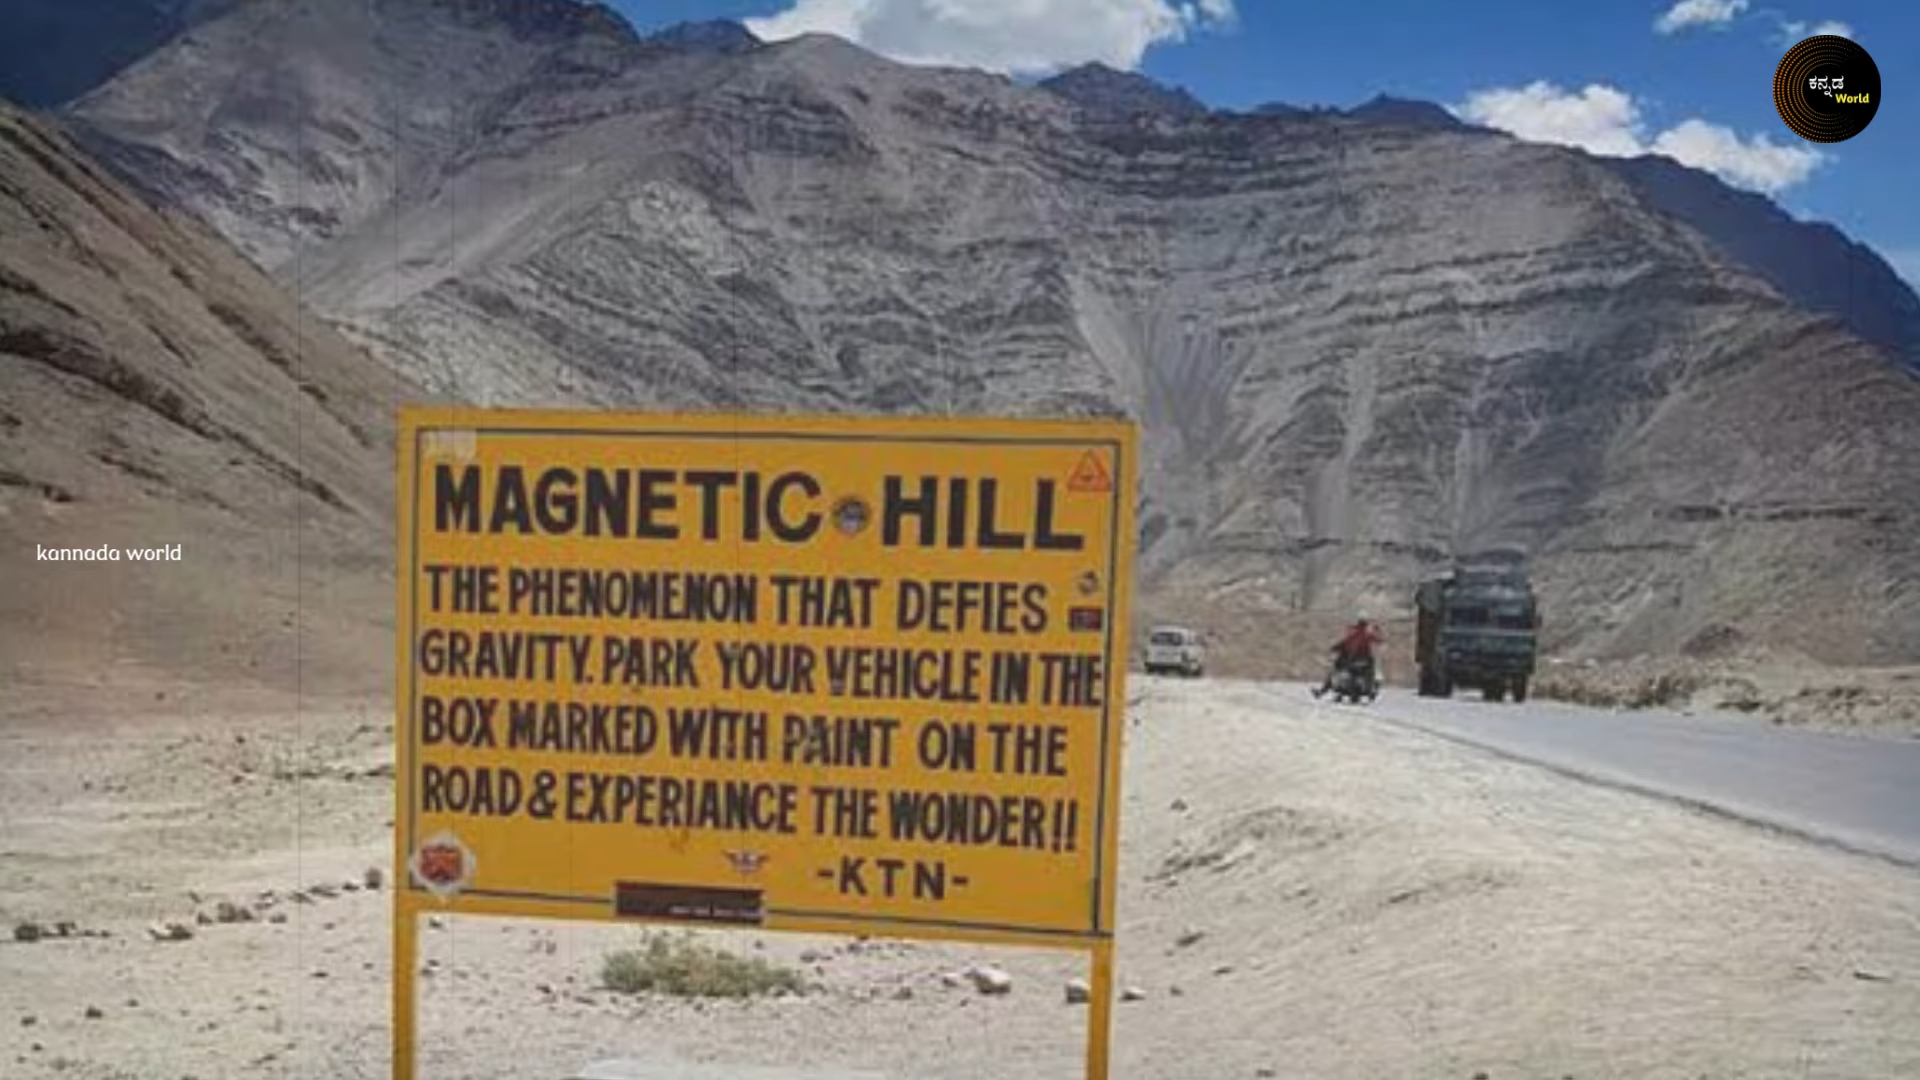 ಕನ್ನಡ
World
MAGNETIC HILL
THE PHENOMENON THAT DEFIES
GRAVITY. PARK YOUR VEHICLE IN THE
BOX MARKED WITH PAINT ON THE
ROAD & EXPERIANCE THE WONDER!!
-KTN-
kannada world